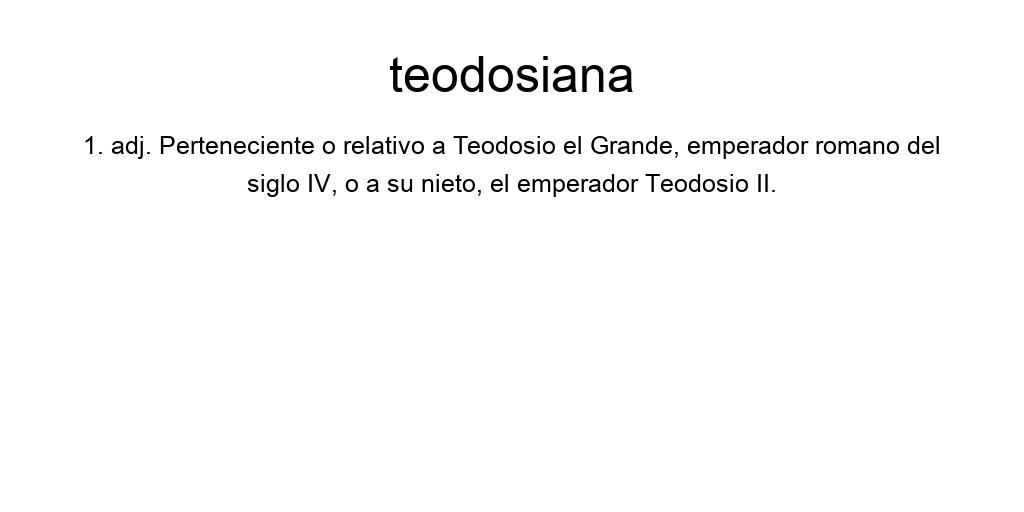 teodosiana
1. adj. Perteneciente o relativo a Teodosio el Grande, emperador romano del
siglo IV, o a su nieto, el emperador Teodosio II.